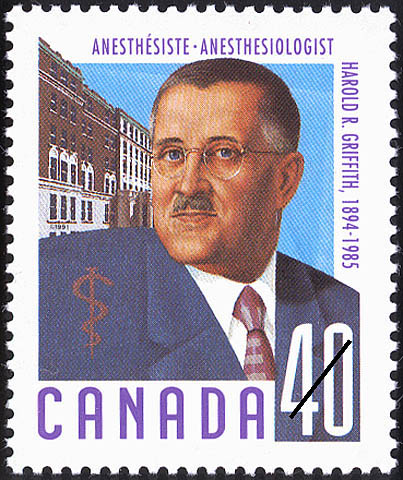 ANESTHÉSISTE · ANESTHESIOLOGIST
HAROLD R. GRIFFITH, 1894-1985
©1991
40
CANADA